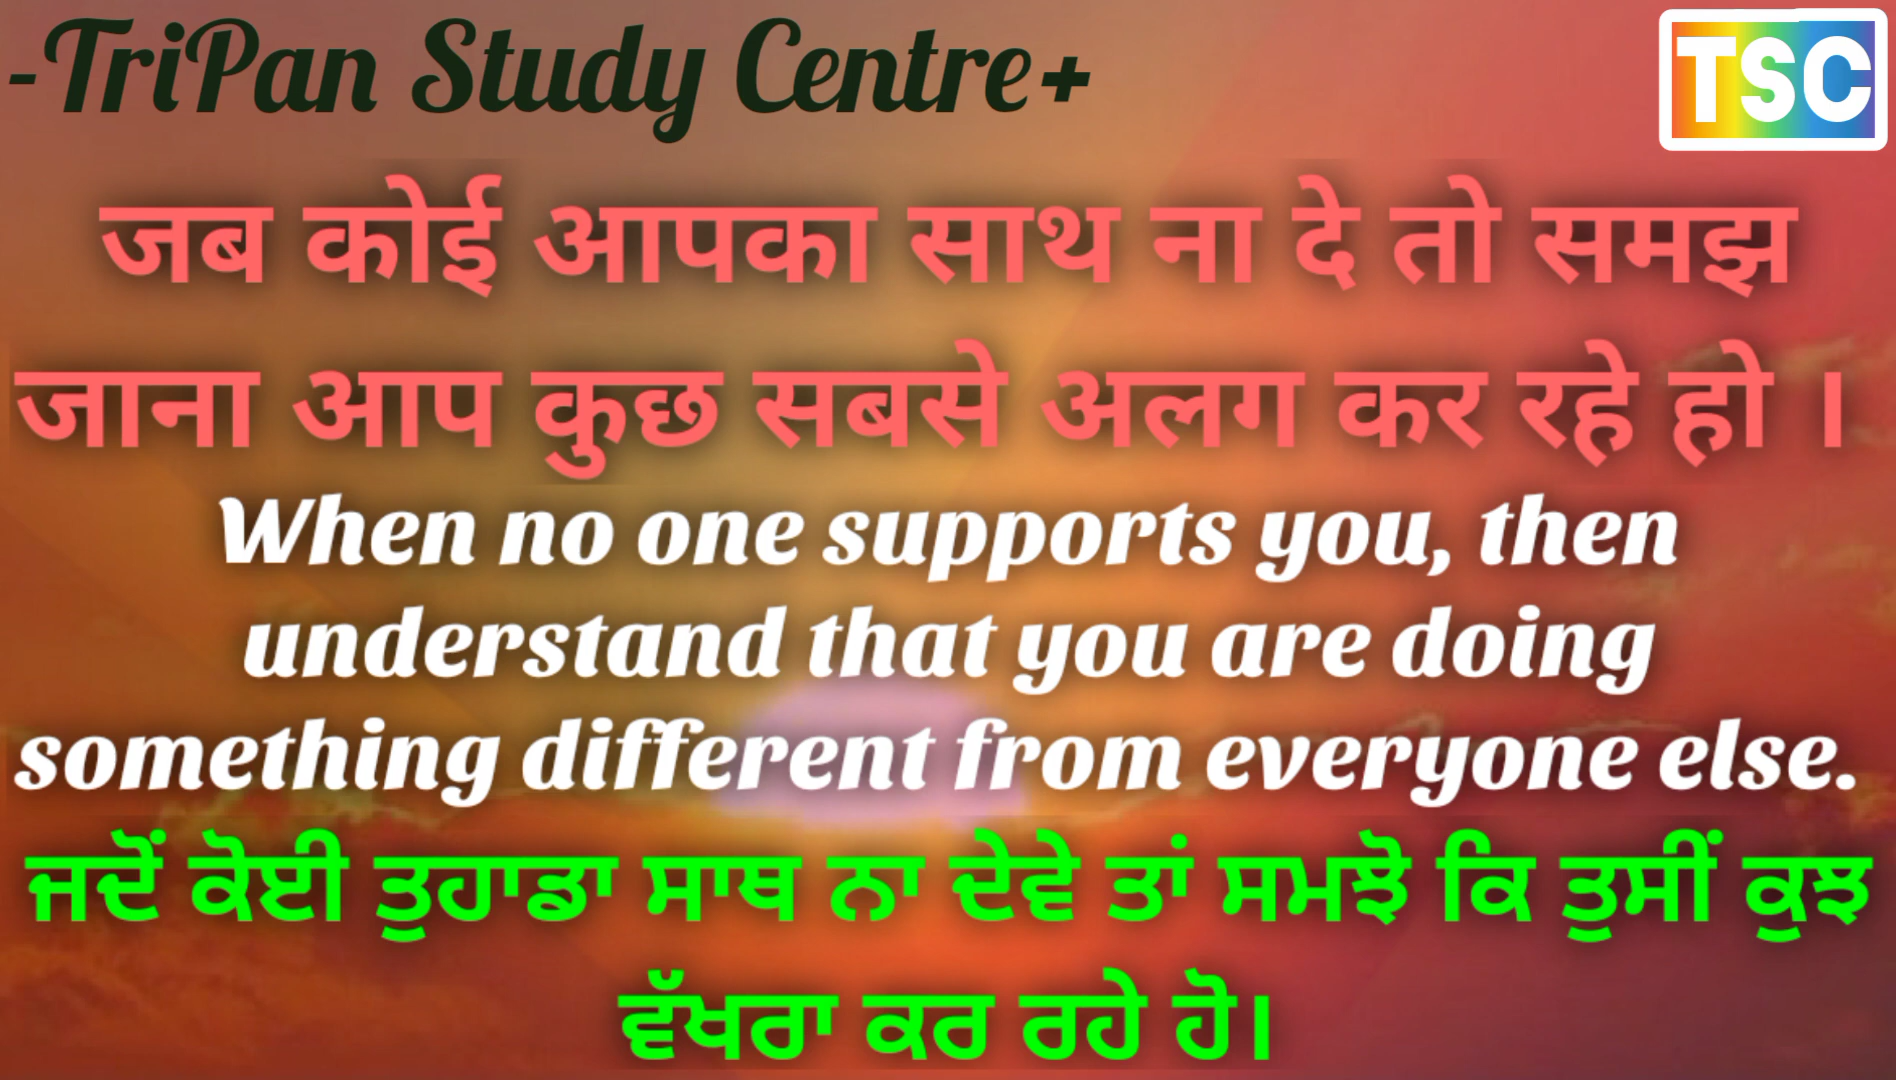 -TriPan Study Centre+
TSC
जब कोई आपका साथ ना दे तो समझ
जाना आप कुछ सबसे अलग कर रहे हो ।
When no one supports you, then
understand that you are doing
something different from everyone else.
ਜਦੋਂ ਕੋਈ ਤੁਹਾਡਾ ਸਾਥ ਨਾ ਦੇਵੇ ਤਾਂ ਸਮਝੋ ਕਿ ਤੁਸੀਂ ਕੁਝ
ਵੱਖਰਾ ਕਰ ਰਹੇ ਹੋ।